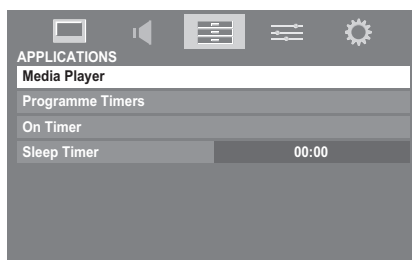 APPLICATIONS
Media Player
Programme Timers
On Timer
Sleep Timer 00:00